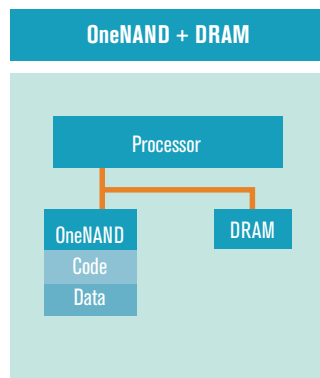 OneNAND + DRAM
Processor
OneNAND
DRAM
Code
Data